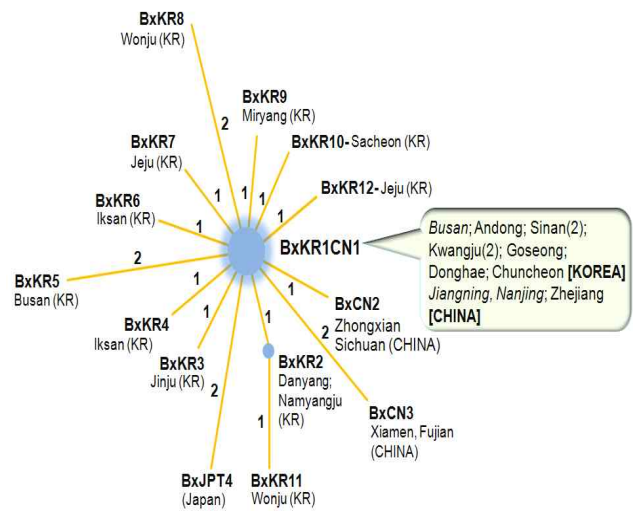 BxKR8
Wonju (KR)
BxKR9
Miryang (KR)
2
BxKR7
Jeju (KR)
BxKR10- Sacheon (KR)
BxKR12- Jeju (KR)
1
1
1
BxKR6
Iksan (KR)
1
1
BxKR1CN1
Busan; Andong; Sinan(2);
Kwangju(2); Goseong;
Donghae; Chuncheon [KOREA]
Jiangning, Nanjing; Zhejiang
[CHINA]
2
BxKR5
Busan (KR)
1
1
BxCN2
Zhongxian
Sichuan (CHINA)
BxKR4
Iksan (KR)
1
1
2
BxKR3
Jinju (KR)
BxKR2
Danyang;
Namyangju
(KR)
2
1
BxCN3
Xiamen, Fujian
(CHINA)
BxJPT4
(Japan)
BxKR11
Wonju (KR)